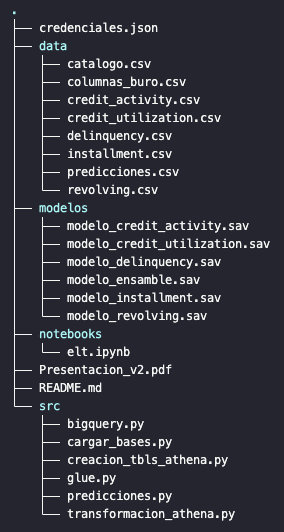 .
├── credenciales.json
├── data
│   ├── catalogo.csv
│   ├── columnas_buro.csv
│   ├── credit_activity.csv
│   ├── credit_utilization.csv
│   ├── delinquency.csv
│   ├── installment.csv
│   ├── predicciones.csv
│   └── revolving.csv
├── modelos
│   ├── modelo_credit_activity.sav
│   ├── modelo_credit_utilization.sav
│   ├── modelo_delinquency.sav
│   ├── modelo_ensamble.sav
│   ├── modelo_installment.sav
│   └── modelo_revolving.sav
├── notebooks
│   └── elt.ipynb
├── Presentacion_v2.pdf
├── README.md
└── src
    ├── bigquery.py
    ├── cargar_bases.py
    ├── creacion_tbls_athena.py
    ├── glue.py
    ├── predicciones.py
    └── transformacion_athena.py